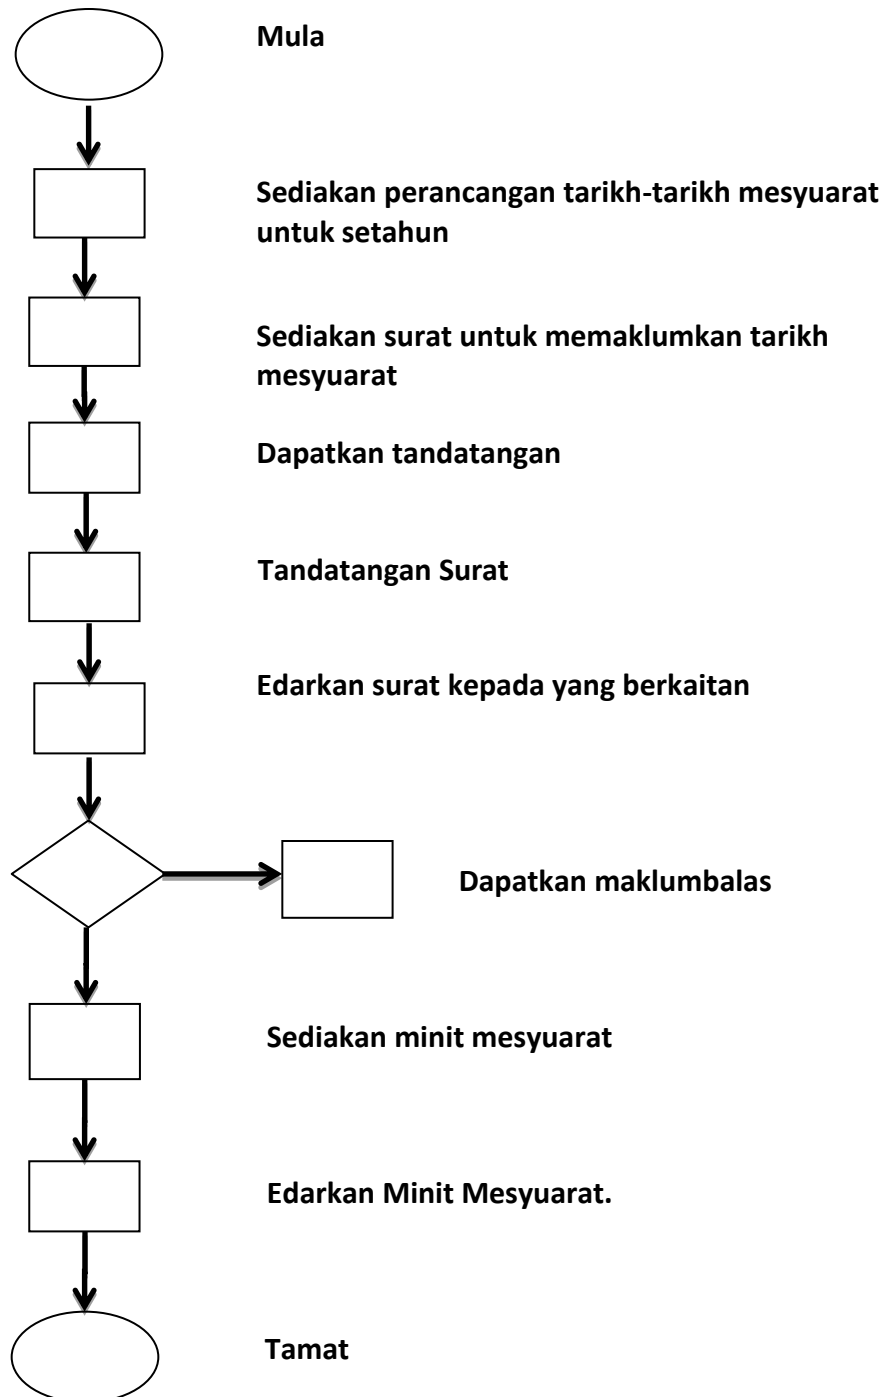 Mula
Sediakan perancangan tarikh-tarikh mesyuarat
untuk setahun
Sediakan surat untuk memaklumkan tarikh
mesyuarat
Dapatkan tandatangan
Tandatangan Surat
Edarkan surat kepada yang berkaitan
Dapatkan maklumbalas
Sediakan minit mesyuarat
Edarkan Minit Mesyuarat.
Tamat